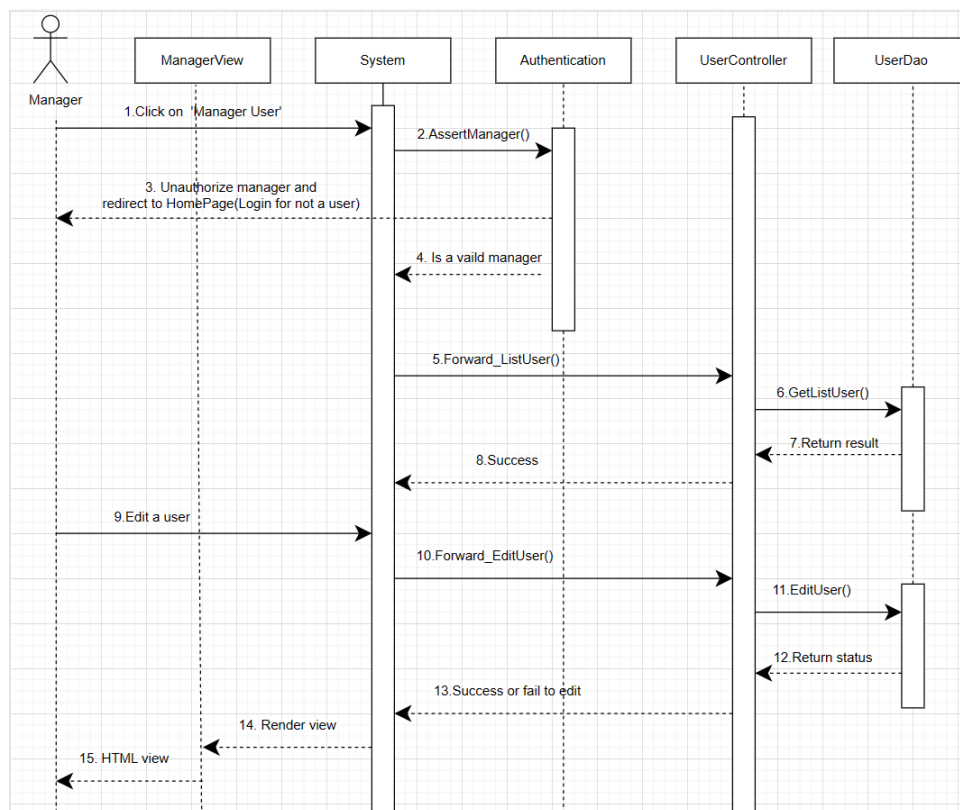 ManagerView
System
Authentication
UserController
UserDao
Manager
1.Click on 'Manager User'
2.AssertManager()
3. Unauthorize manager and
redirect to HomePage(Login for not a user)
4. Is a vaild manager
5.Forward_ListUser()
6.GetListUser()
7.Return result
8.Success
9.Edit a user
10.Forward_EditUser()
11.EditUser()
12.Return status
13.Success or fail to edit
14. Render view
15. HTML view